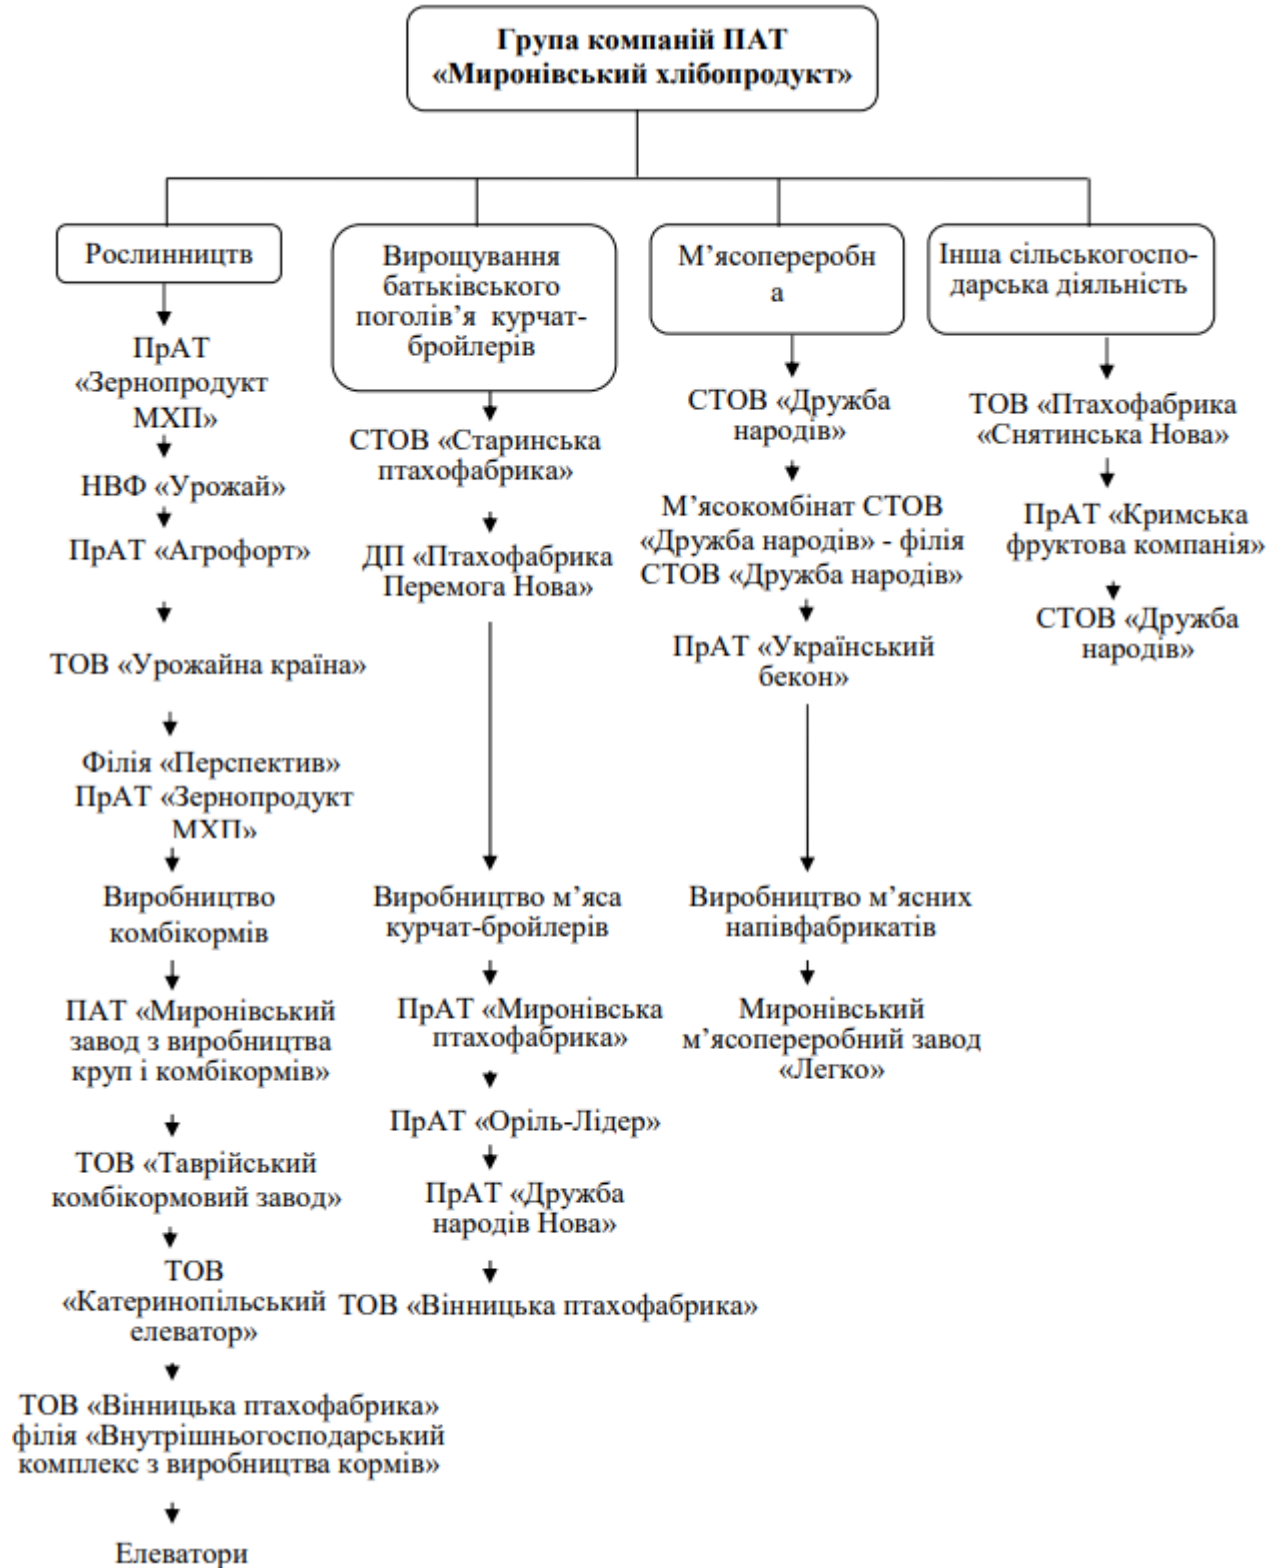 Група компаній ПАТ
«Миронівський хлібопродукт»
Рослинництв
ПрАТ
«Зернопродукт
МХП»
НВФ «Урожай»
ПрАТ «Агрофорт»
ТОВ «Урожайна країна»
Філія «Перспектив»
ПрАТ «Зернопродукт
МХП»
Виробництво
комбікормів
ПАТ «Миронівський
завод з виробництва
круп і комбікормів»
ТОВ «Таврійський
комбікормовий завод»
ТОВ
«Катеринопільський
елеватор»
ТОВ «Вінницька птахофабрика»
філія «Внутрішньогосподарський
комплекс з виробництва кормів»
Елеватори
Вирощування
батьківського
поголів’я курчат-
бройлерів
СТОВ «Старинська
птахофабрика»
ДП «Птахофабрика
Перемога Нова»
Виробництво м’яса
курчат-бройлерів
ПрАТ «Миронівська
птахофабрика»
ПрАТ «Оріль-Лідер»
ПрАТ «Дружба
народів Нова»
ТОВ «Вінницька птахофабрика»
М’ясопереробн
а
СТОВ «Дружба
народів»
М’ясокомбінат СТОВ
«Дружба народів» - філія
СТОВ «Дружба народів»
ПрАТ «Український
бекон»
Виробництво м’ясних
напівфабрикатів
Миронівський
м’ясопереробний завод
«Легко»
Інша сільськогоспо-
дарська діяльність
ТОВ «Птахофабрика
«Снятинська Нова»
ПрАТ «Кримська
фруктова компанія»
СТОВ «Дружба
народів»